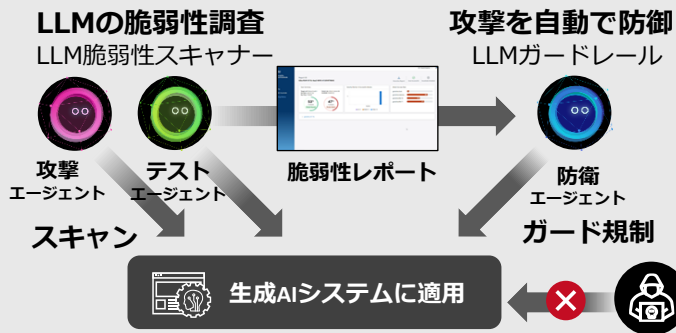 LLMの脆弱性調査
LLM脆弱性スキャナー
攻撃を自動で防御
LLMガードレール
攻撃
エージェント
テスト
エージェント
脆弱性レポート
防衛
エージェント
スキャン
ガード規制
生成AIシステムに適用